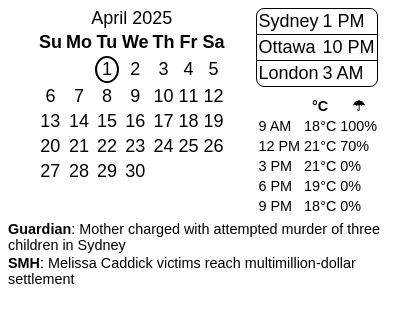 April 2025
Su Mo Tu We Th Fr Sa
1 2 3 4 5
6 7 8 9 10 11 12
13 14 15 16 17 18 19
20 21 22 23 24 25 26
27 28 29 30
Sydney 1 PM
Ottawa 10 PM
London 3 AM
°C ☂
9 AM 18°C 100%
12 PM 21°C 70%
3 PM 21°C 0%
6 PM 19°C 0%
9 PM 18°C 0%
Guardian: Mother charged with attempted murder of three
children in Sydney
SMH: Melissa Caddick victims reach multimillion-dollar
settlement